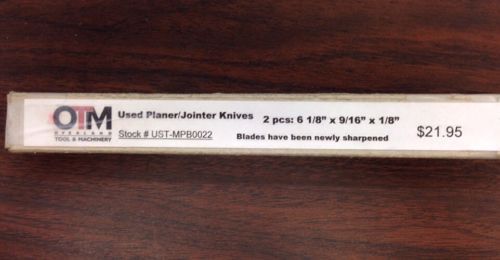 OTM
OVERLAND
TOOL & MACHINERY
Used Planer/Jointer Knives 2 pcs: 6 1/8" x 9/16" x 1/8"
Stock # UST-MPB0022 Blades have been newly sharpened
$21.95